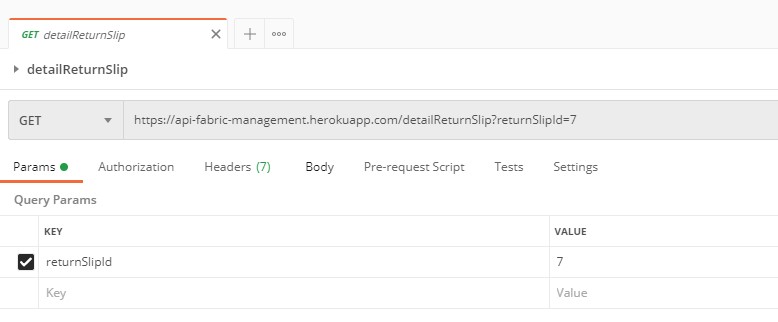 GET detailReturnSlip
detailReturnSlip
GET https://api-fabric-management.herokuapp.com/detailReturnSlip?returnSlipId=7
Params Authorization Headers (7) Body Pre-request Script Tests Settings
Query Params
KEY VALUE
returnSlipId 7
Key Value